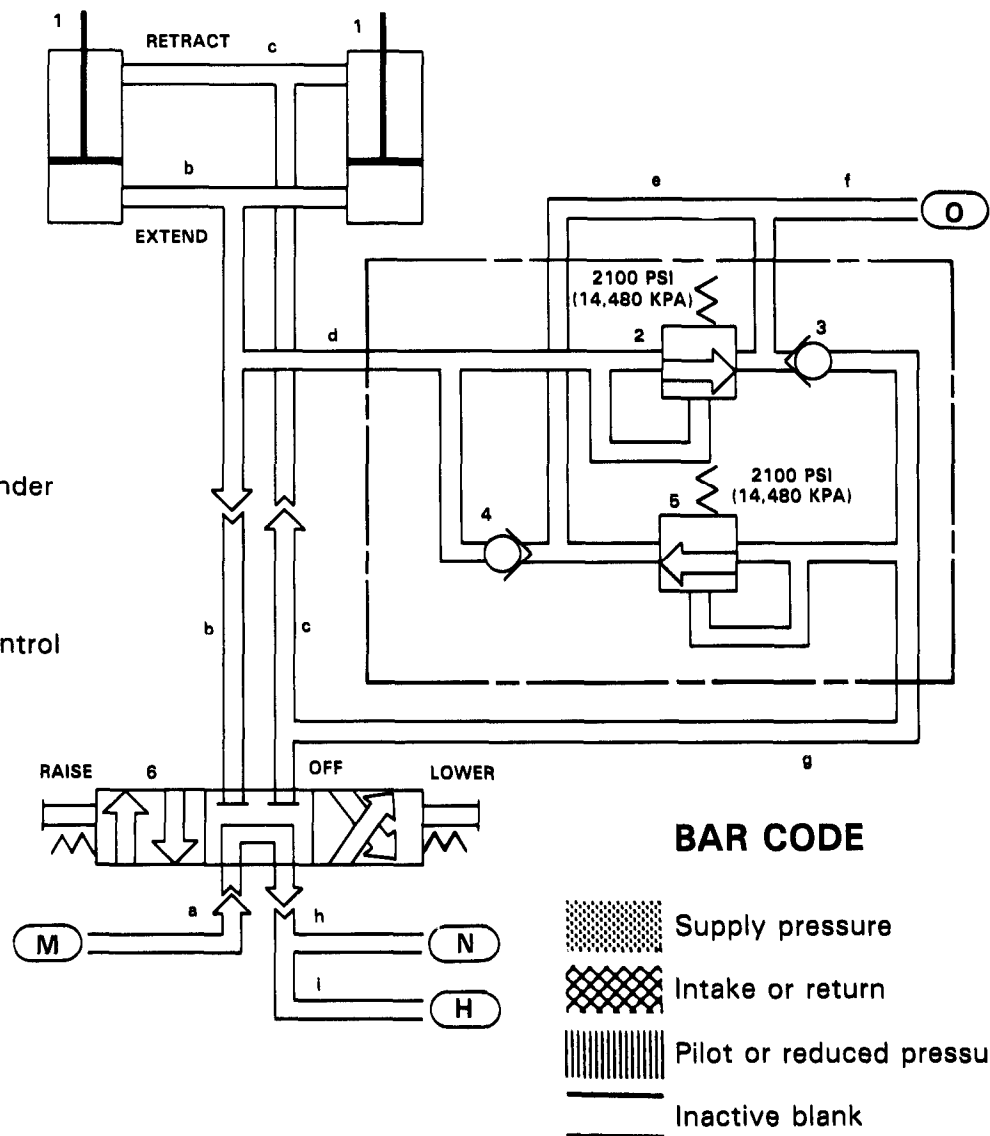 1
1
RETRACT
c
b
EXTEND
e
f
O
2100 PSI
(14,480 KPA)
d
2
3
nder
2100 PSI
(14,480 KPA)
5
4
b
c
ntrol
RAISE
6
OFF
LOWER
g
BAR CODE
a
h
M
N
i
H
Supply pressure
Intake or return
Pilot or reduced pressu
Inactive blank